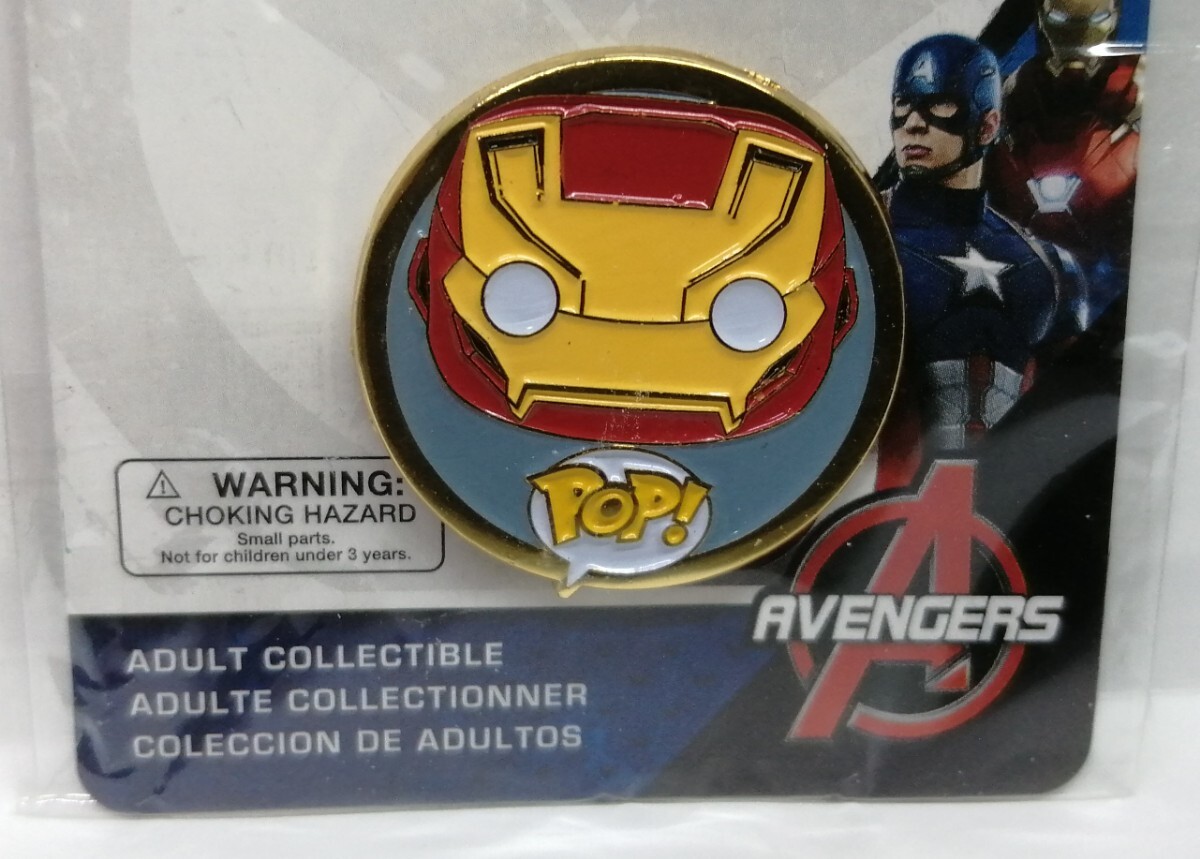 A
POP!
⚠ WARNING:
CHOKING HAZARD
Small parts.
Not for children under 3 years.
A
AVENGERS
ADULT COLLECTIBLE
ADULTE COLLECTIONNER
COLECCION DE ADULTOS